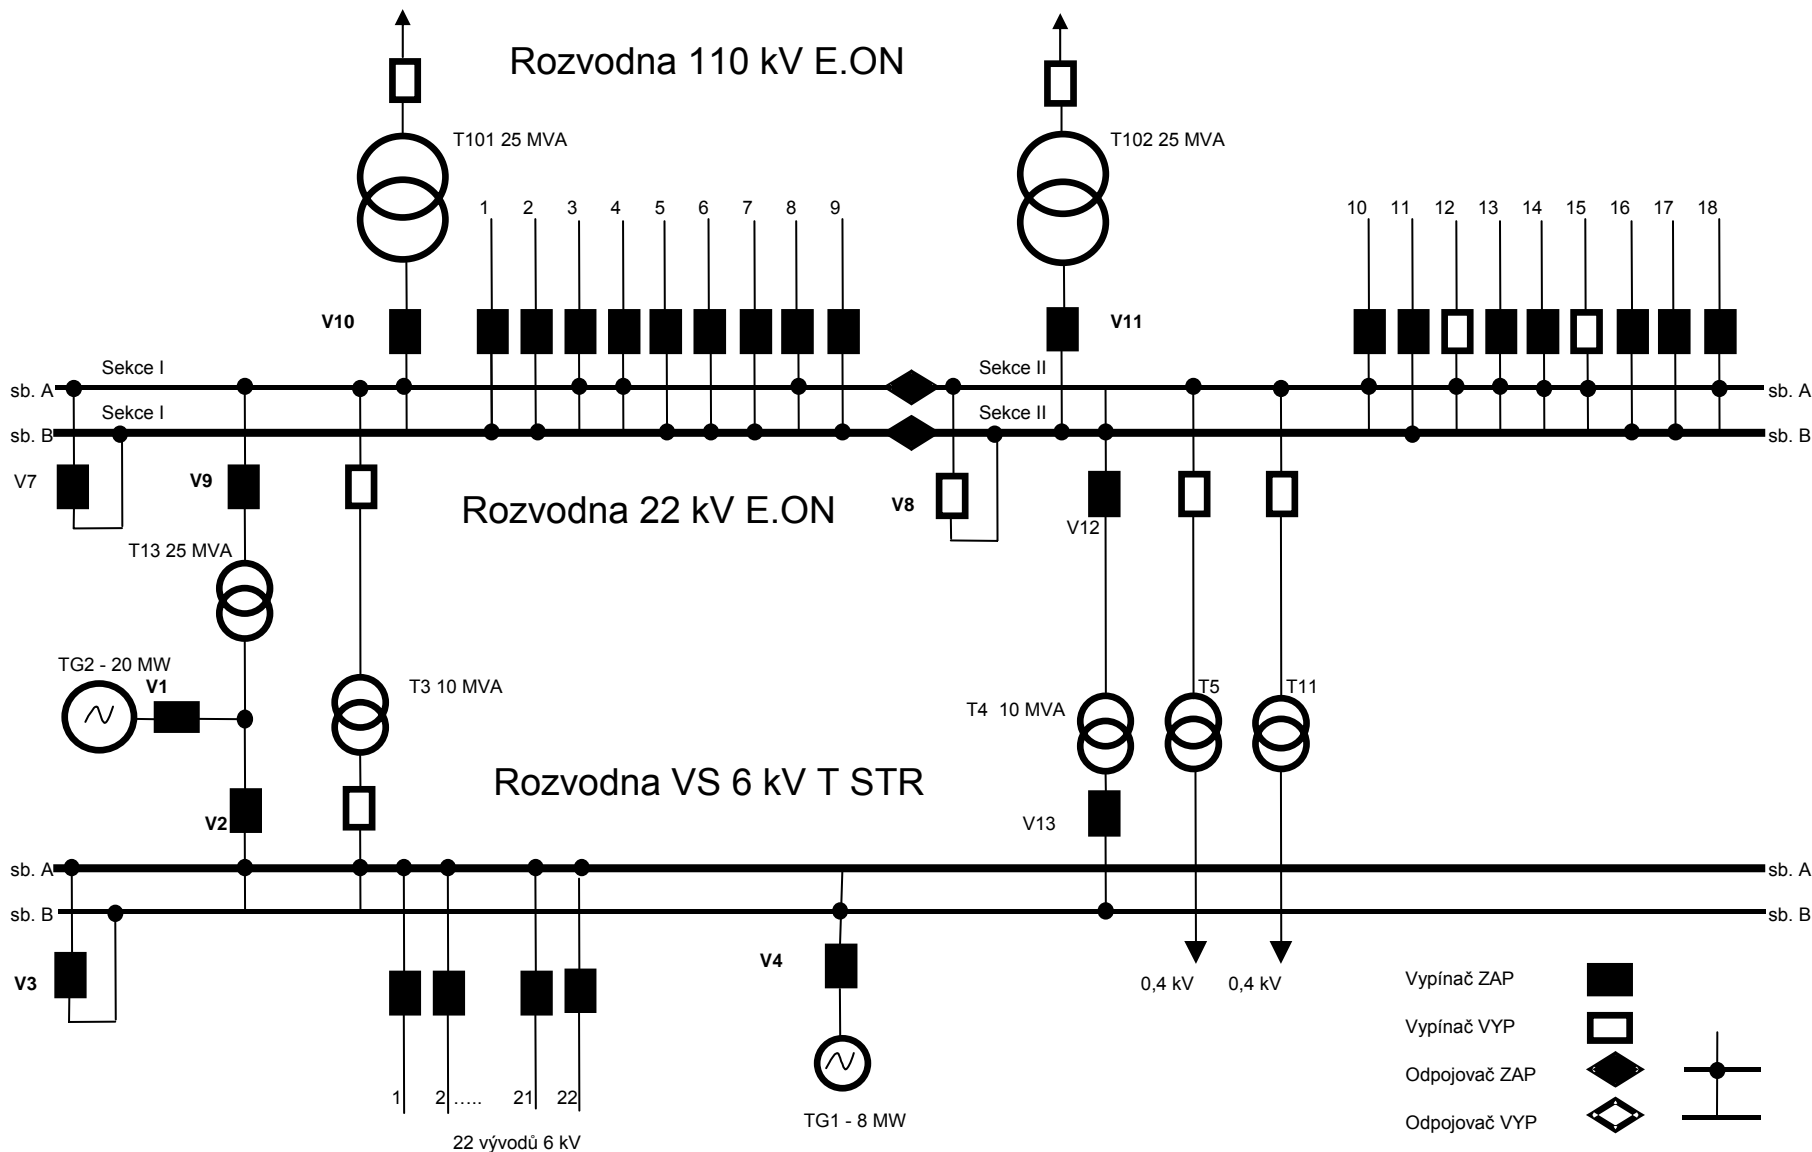 Rozvodna 110 kV E.ON
T101 25 MVA
T102 25 MVA
1 2 3 4 5 6 7 8 9
10 11 12 13 14 15 16 17 18
V10
V11
Sekce I
Sekce II
sb. A
sb. A
Sekce I
Sekce II
sb. B
sb. B
V7
V9
Rozvodna 22 kV E.ON
V8
V12
T13 25 MVA
TG2 - 20 MW
V1
T3 10 MVA
T4 10 MVA
T5
T11
Rozvodna VS 6 kV T STR
V2
V13
sb. A
sb. A
sb. B
sb. B
V3
V4
0,4 kV
0,4 kV
Vypínač ZAP
Vypínač VYP
Odpojovač ZAP
Odpojovač VYP
1 2 ..... 21 22
TG1 - 8 MW
22 vývodů 6 kV